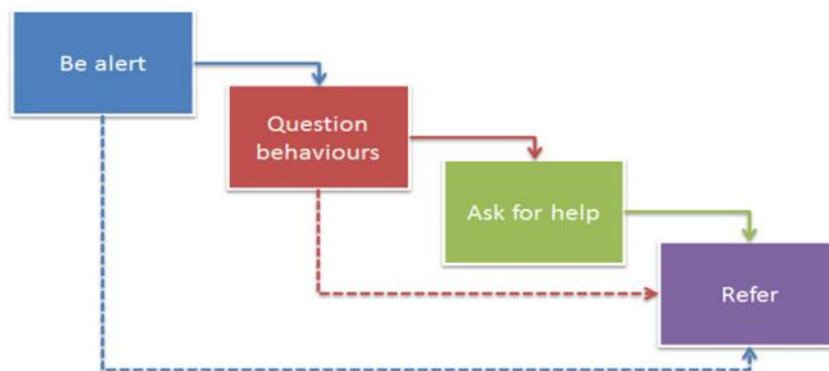 Be alert
Question
behaviours
Ask for help
Refer